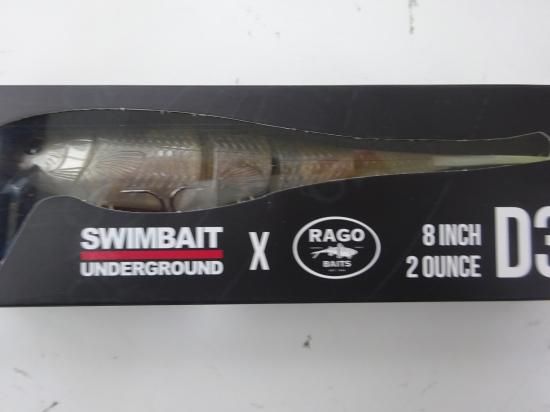 SWIMBAIT
UNDERGROUND
X
RAGO
BAITS
8 INCH
2 OUNCE
D3